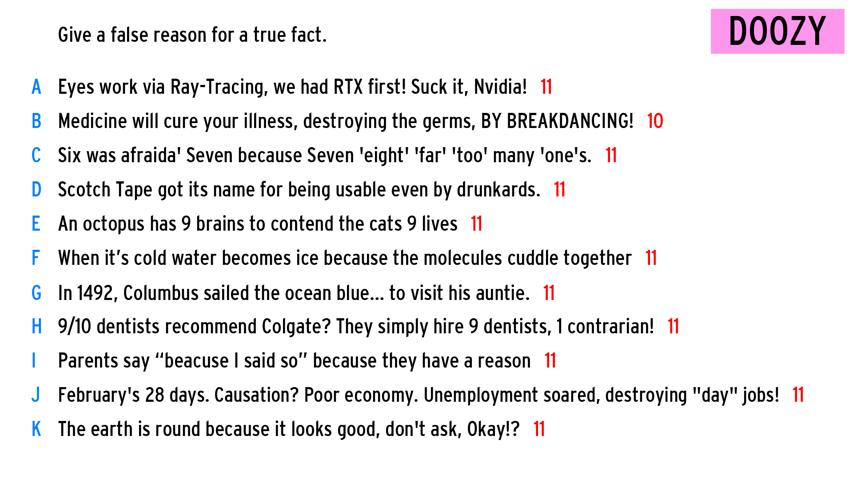 Give a false reason for a true fact.
DOOZY
A Eyes work via Ray-Tracing, we had RTX first! Suck it, Nvidia! 11
B Medicine will cure your illness, destroying the germs, BY BREAKDANCING! 10
C Six was afraida' Seven because Seven 'eight' 'far' 'too' many 'one's. 11
D Scotch Tape got its name for being usable even by drunkards. 11
E An octopus has 9 brains to contend the cats 9 lives 11
F When it’s cold water becomes ice because the molecules cuddle together 11
G In 1492, Columbus sailed the ocean blue... to visit his auntie. 11
H 9/10 dentists recommend Colgate? They simply hire 9 dentists, 1 contrarian! 11
I Parents say “beacuse I said so” because they have a reason 11
J February's 28 days. Causation? Poor economy. Unemployment soared, destroying "day" jobs! 11
K The earth is round because it looks good, don't ask, Okay!? 11